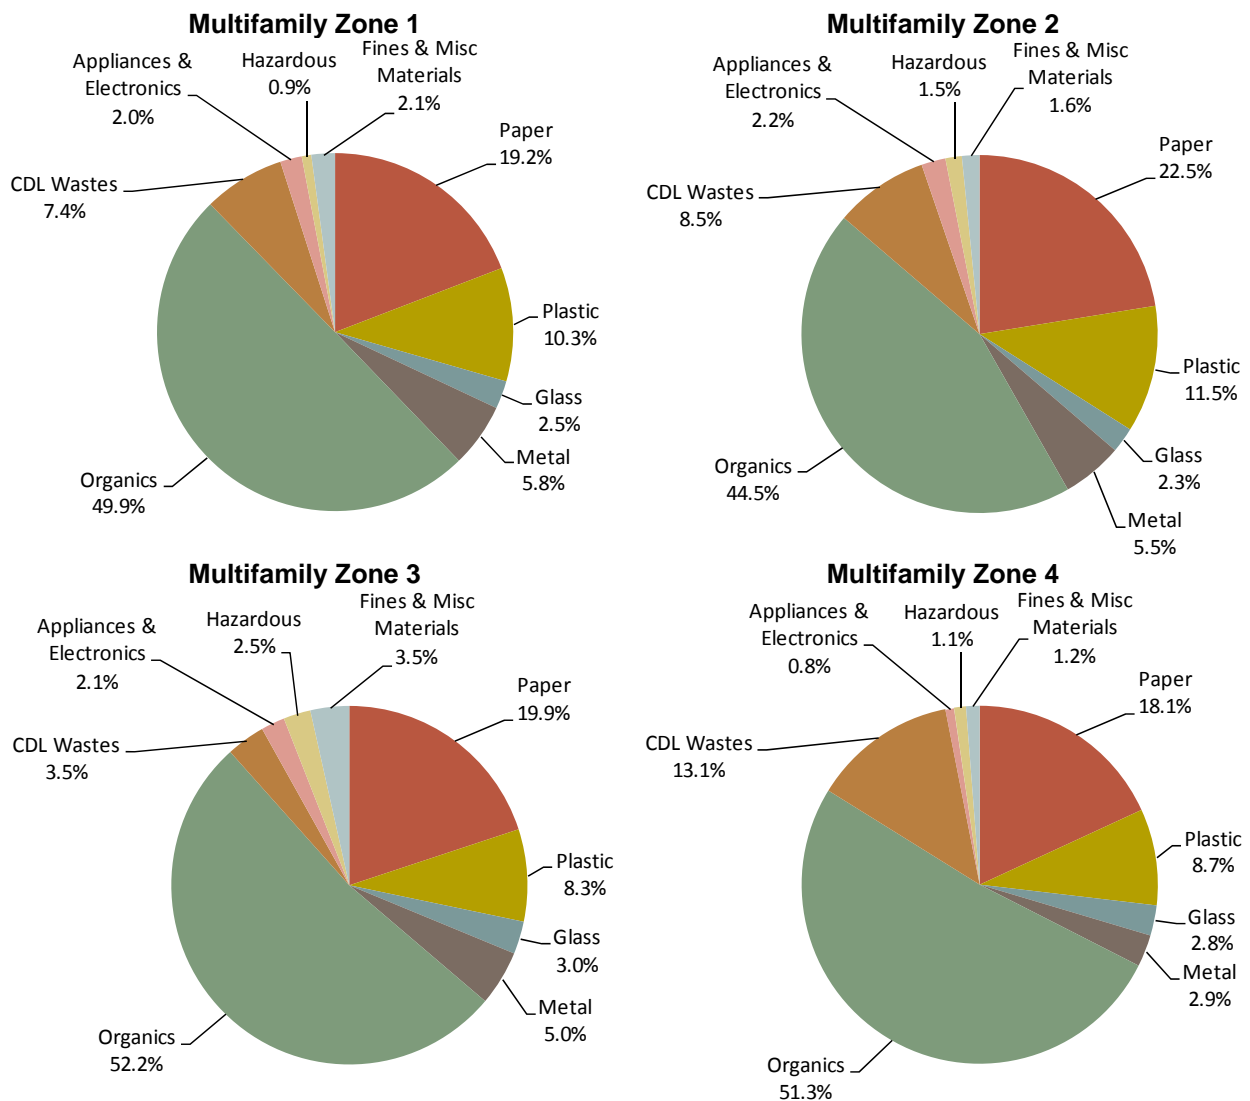 Multifamily Zone 1
Appliances &
Electronics
2.0%
Hazardous
0.9%
Fines & Misc
Materials
2.1%
Paper
19.2%
CDL Wastes
7.4%
Plastic
10.3%
Glass
2.5%
Metal
5.8%
Organics
49.9%
Multifamily Zone 2
Appliances &
Electronics
2.2%
Hazardous
1.5%
Fines & Misc
Materials
1.6%
Paper
22.5%
CDL Wastes
8.5%
Plastic
11.5%
Glass
2.3%
Metal
5.5%
Organics
44.5%
Multifamily Zone 3
Appliances &
Electronics
2.1%
Hazardous
2.5%
Fines & Misc
Materials
3.5%
Paper
19.9%
CDL Wastes
3.5%
Plastic
8.3%
Glass
3.0%
Metal
5.0%
Organics
52.2%
Multifamily Zone 4
Appliances &
Electronics
0.8%
Hazardous
1.1%
Fines & Misc
Materials
1.2%
Paper
18.1%
CDL Wastes
13.1%
Plastic
8.7%
Glass
2.8%
Metal
2.9%
Organics
51.3%